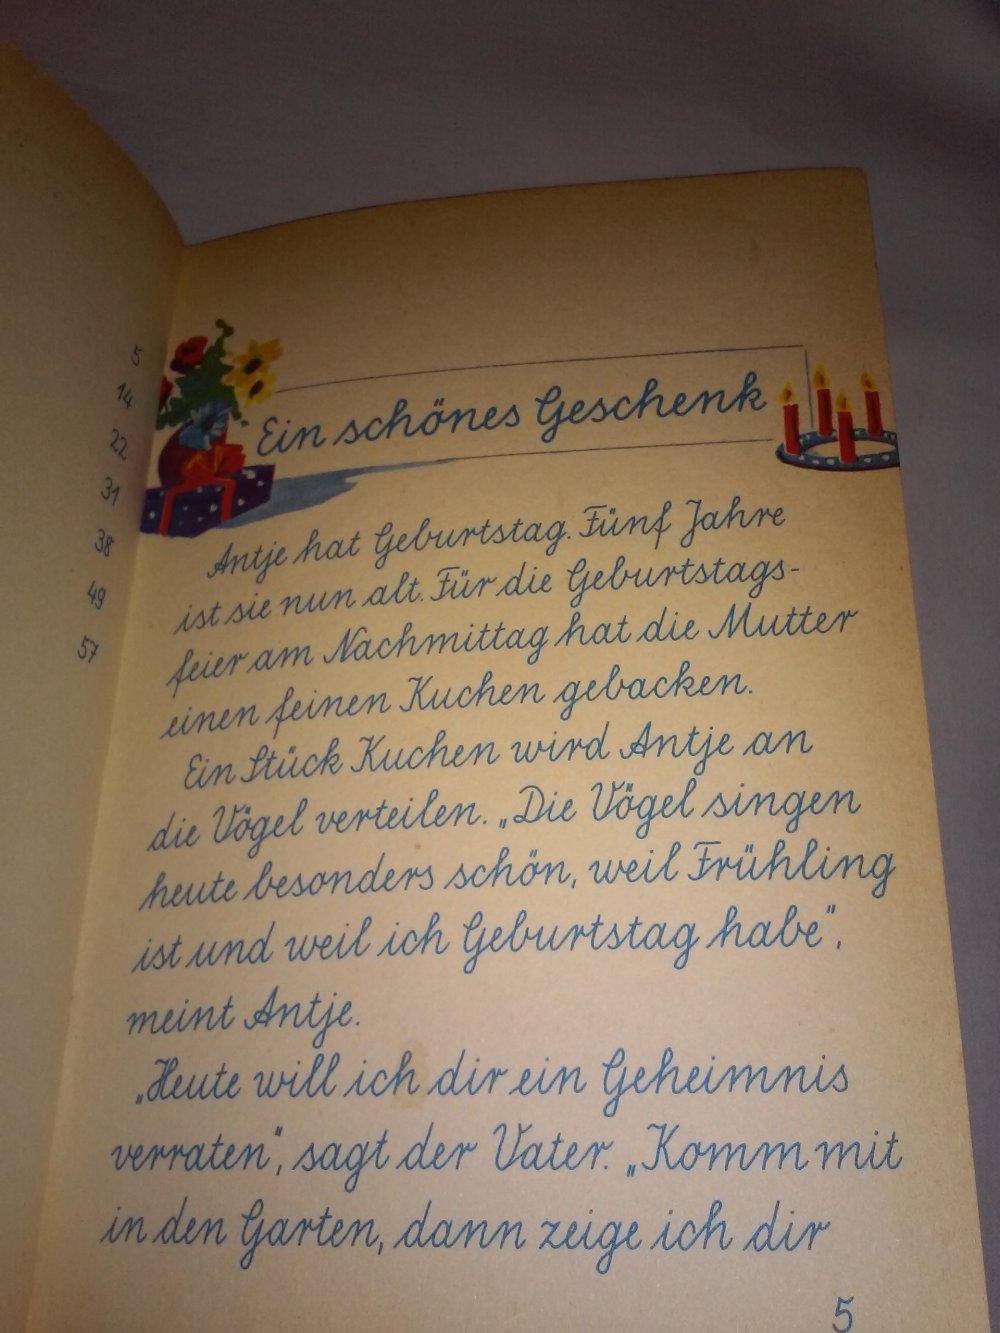 5
14
22
31
38
49
57
Ein schönes Geschenk
Antje hat Geburtstag. Fünf Jahre
ist sie nun alt. Für die Geburtstags-
feier am Nachmittag hat die Mutter
einen feinen Kuchen gebacken.
Ein Stück Kuchen wird Antje an
die Vögel verteilen. „Die Vögel singen
heute besonders schön, weil Frühling
ist und weil ich Geburtstag habe“,
meint Antje.
„Heute will ich dir ein Geheimnis
verraten“, sagt der Vater. „Komm mit
in den Garten, dann zeige ich dir
5